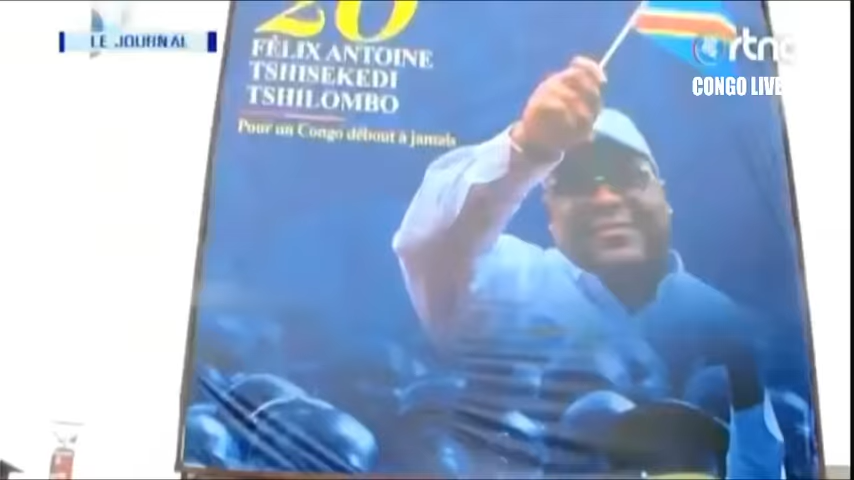 LE JOURNAL
20
FÉLIX ANTOINE
TSHISEKEDI
TSHILOMBO
Pour un Congo débout à jamais
rtnc
CONGO LIVE